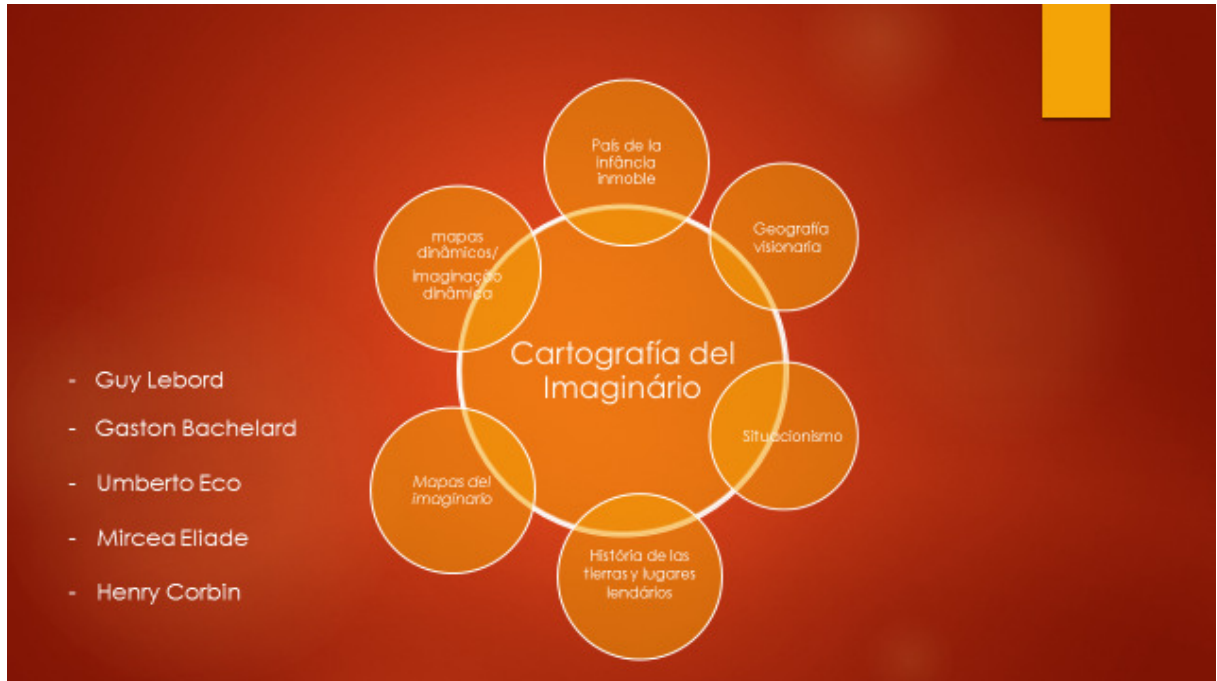 País de la
infância
inmoble
Geografía
visionaria
mapas
dinâmicos/
imaginação
dinâmica
Cartografía del
Imaginário
Situacionismo
Mapas del
imaginario
História de las
tierras y lugares
lendários
- Guy Lebord
- Gaston Bachelard
- Umberto Eco
- Mircea Eliade
- Henry Corbin